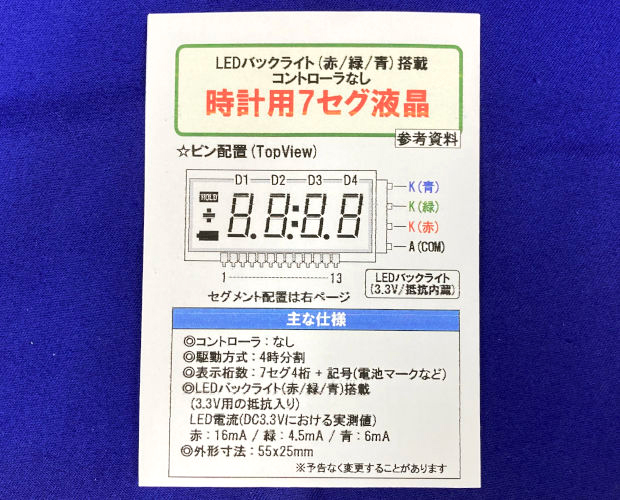 LEDバックライト(赤/緑/青)搭載
コントローラなし
時計用7セグ液晶
参考資料
☆ピン配置(TopView)
D1 D2 D3 D4
HOLD
8.8:8.8
K(青)
K(緑)
K(赤)
A(COM)
1 13
LEDバックライト
(3.3V/抵抗内蔵)
セグメント配置は右ページ
主な仕様
◎コントローラ：なし
◎駆動方式：4時分割
◎表示桁数：7セグ4桁 + 記号(電池マークなど)
◎LEDバックライト(赤/緑/青)搭載
(3.3V用の抵抗入り)
LED電流(DC3.3Vにおける実測値)
赤：16mA / 緑：4.5mA / 青：6mA
◎外形寸法：55x25mm
※予告なく変更することがあります